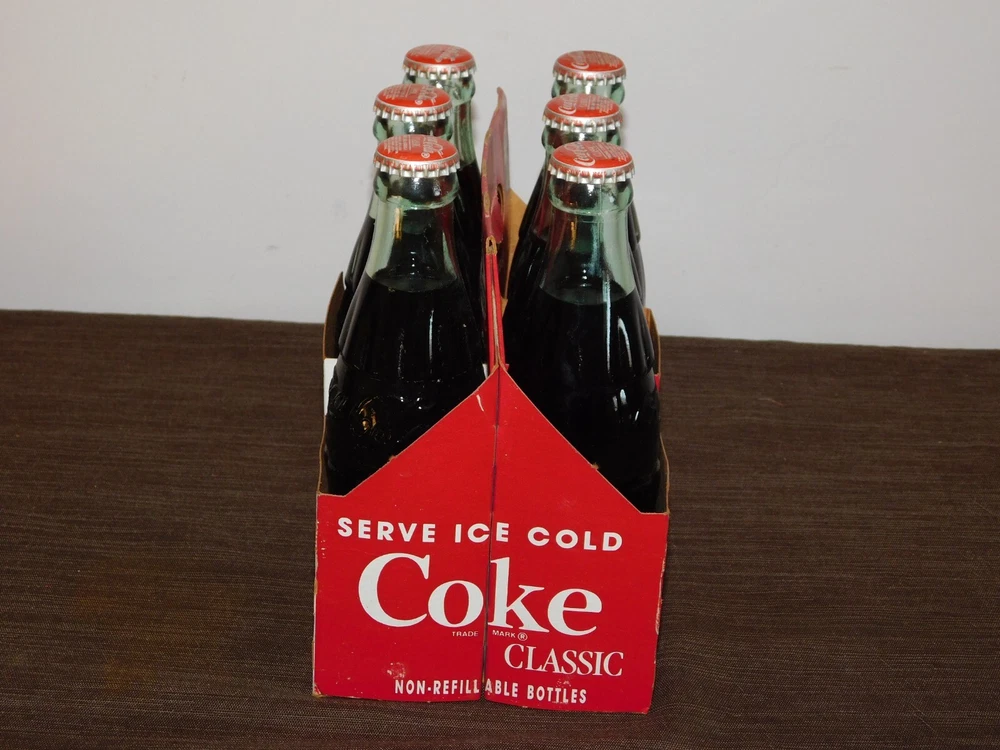 SERVE ICE COLD
Coke
TRADE MARK ®
CLASSIC
NON-REFILLABLE BOTTLES